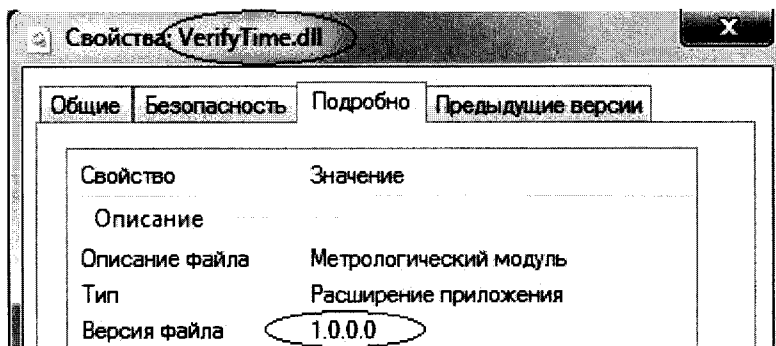 Свойства: VerifyTime.dll
x
Общие Безопасность Подробно Предыдущие версии
Свойство Значение
Описание
Описание файла Метрологический модуль
Тип Расширение приложения
Версия файла 1.0.0.0